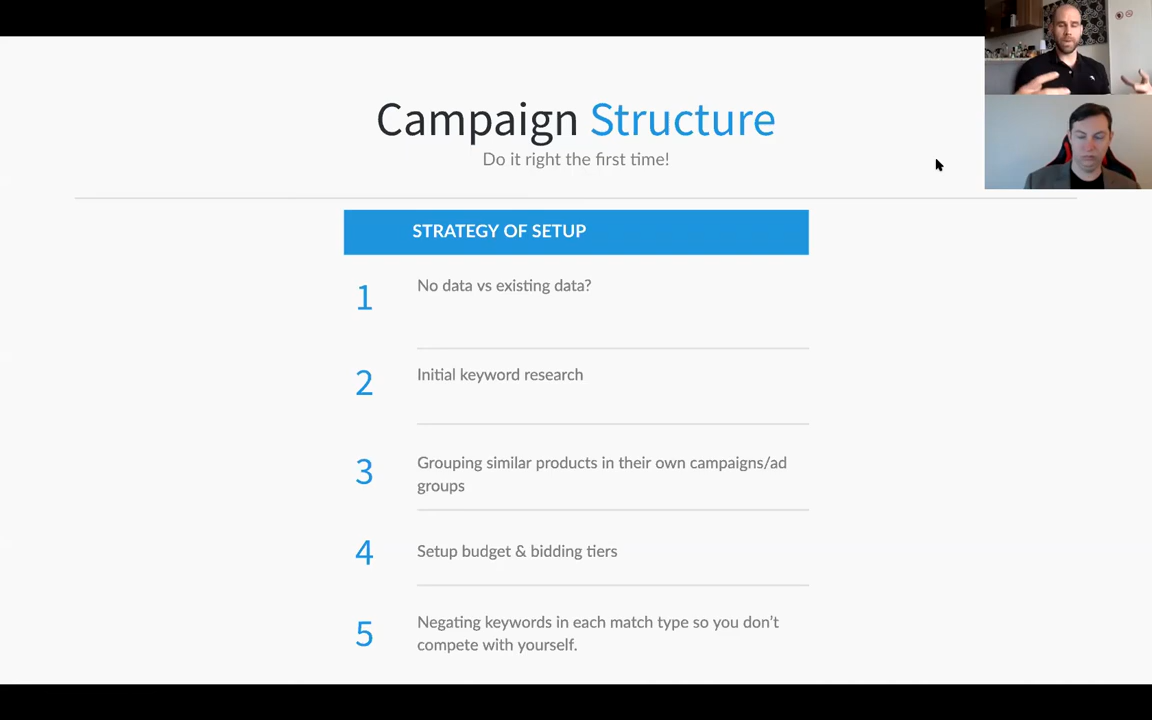 Campaign Structure
Do it right the first time!
STRATEGY OF SETUP
1
No data vs existing data?
2
Initial keyword research
3
Grouping similar products in their own campaigns/ad
groups
4
Setup budget & bidding tiers
5
Negating keywords in each match type so you don't
compete with yourself.